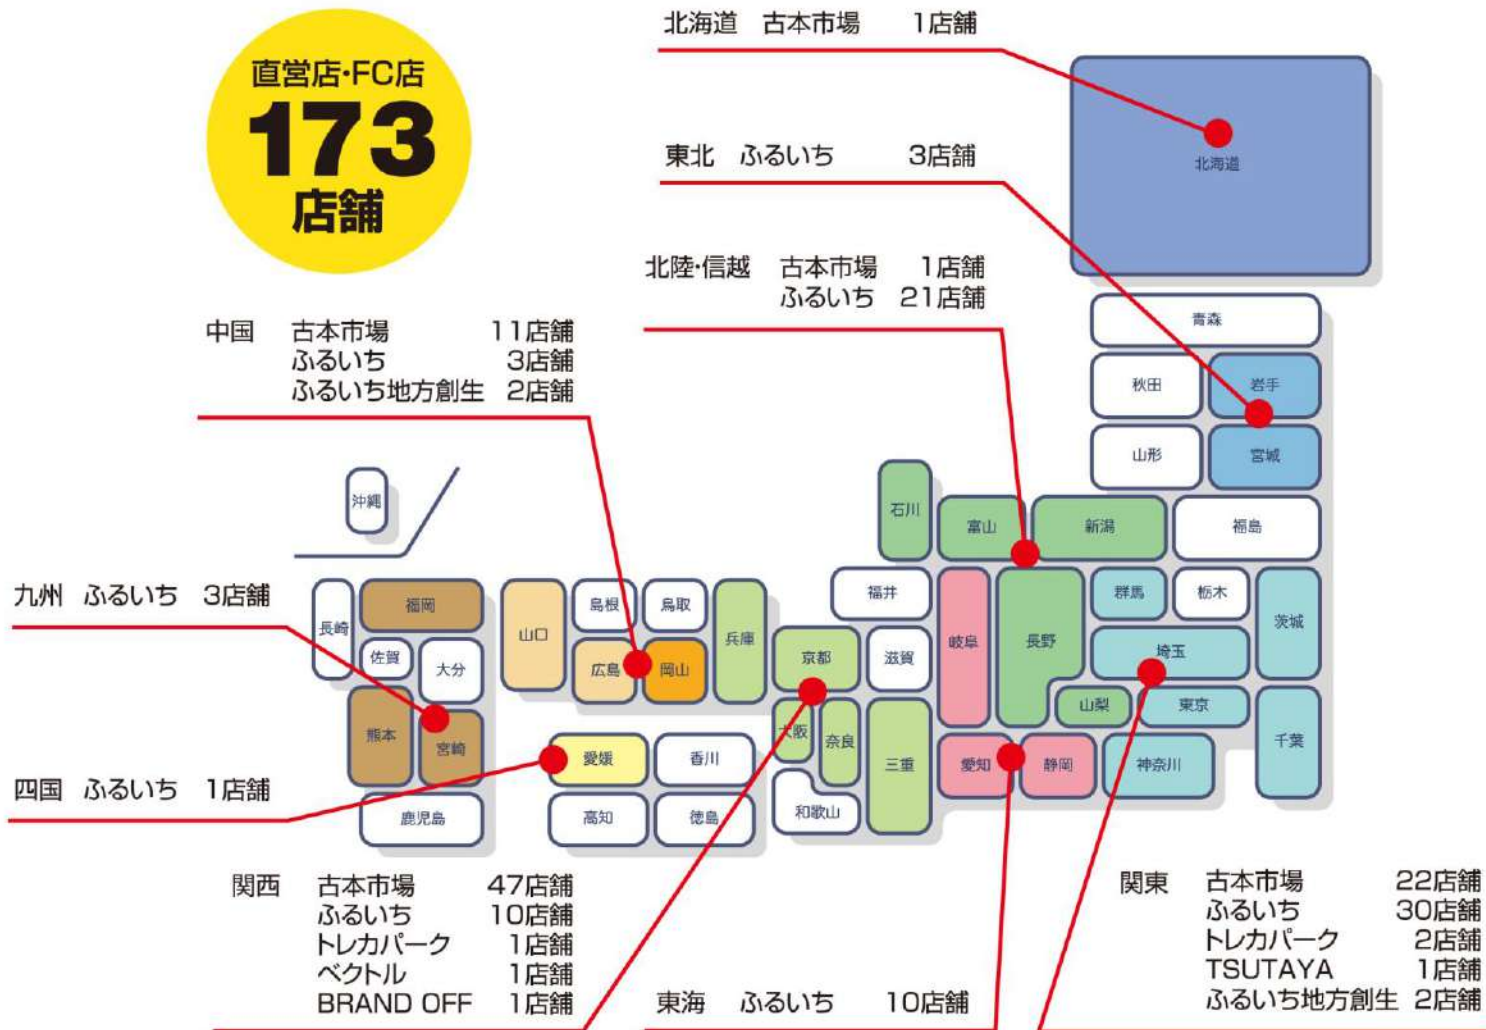 直営店・FC店
173
店舗
北海道 古本市場 1店舗
東北 ふるいち 3店舗
北陸・信越 古本市場 1店舗
ふるいち 21店舗
中国 古本市場 11店舗
ふるいち 3店舗
ふるいち地方創生 2店舗
九州 ふるいち 3店舗
四国 ふるいち 1店舗
北海道
青森
秋田
岩手
山形
宮城
福島
石川
富山
新潟
福井
岐阜
長野
群馬
栃木
茨城
埼玉
山梨
東京
千葉
神奈川
愛知
静岡
滋賀
三重
京都
大阪
奈良
和歌山
兵庫
鳥取
島根
岡山
広島
山口
愛媛
香川
高知
徳島
沖縄
長崎
福岡
佐賀
大分
熊本
宮崎
鹿児島
関西 古本市場 47店舗
ふるいち 10店舗
トレカパーク 1店舗
ベクトル 1店舗
BRAND OFF 1店舗
東海 ふるいち 10店舗
関東 古本市場 22店舗
ふるいち 30店舗
トレカパーク 2店舗
TSUTAYA 1店舗
ふるいち地方創生 2店舗